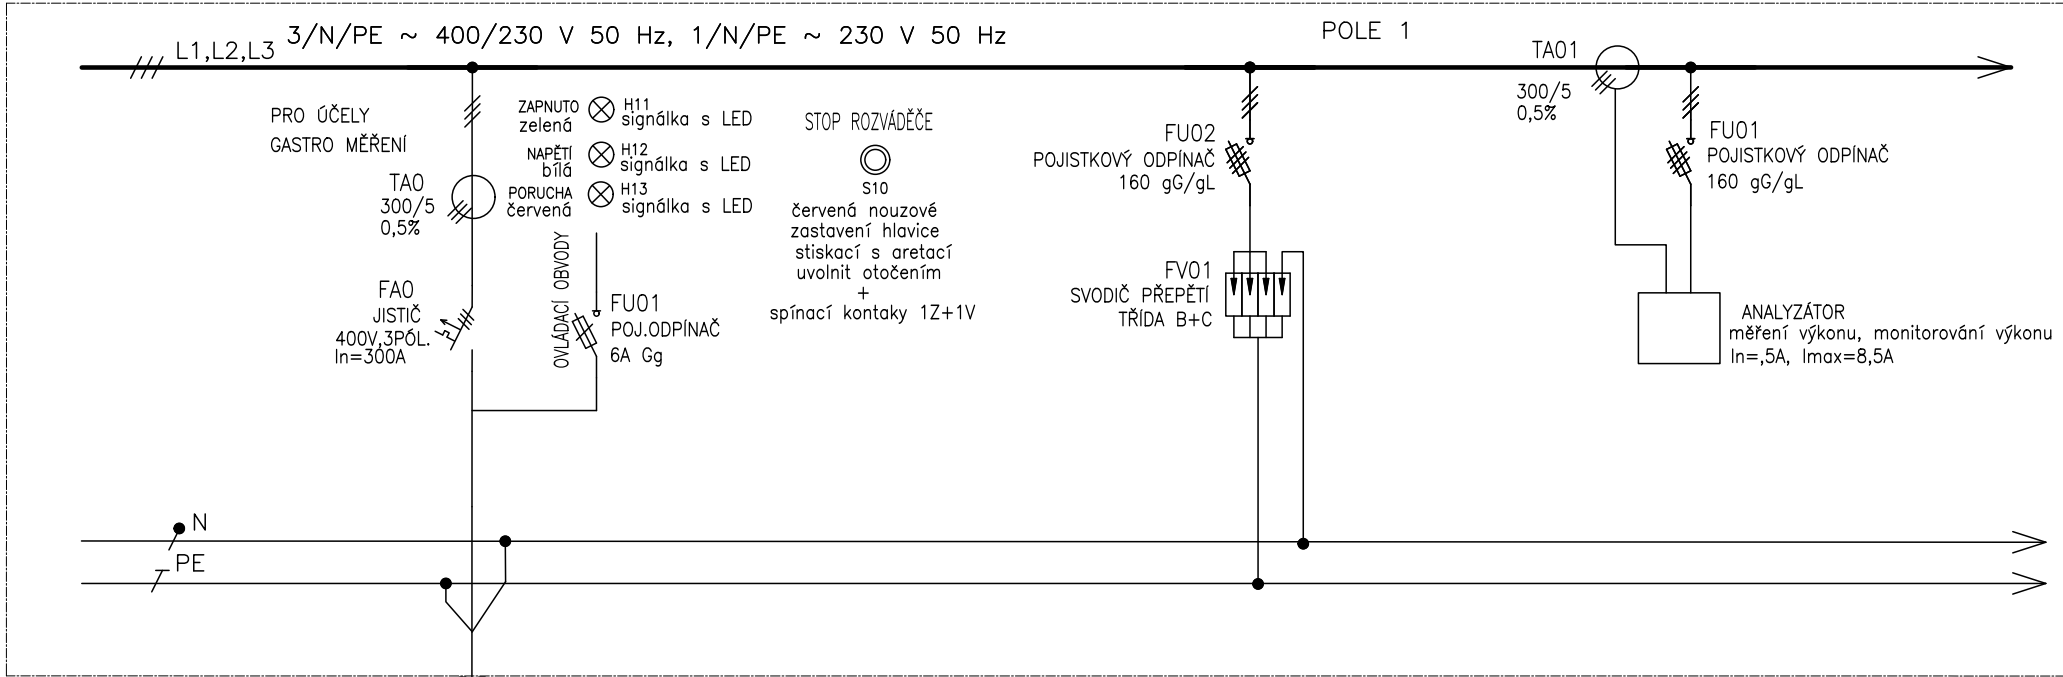 L1,L2,L3
3/N/PE ~ 400/230 V 50 Hz, 1/N/PE ~ 230 V 50 Hz
POLE 1
PRO ÚČELY
GASTRO MĚŘENÍ
TA0
300/5
0,5%
FA0
JISTIČ
400V,3PÓL.
In=300A
ZAPNUTO
zelená
H11
signálka s LED
NAPĚTÍ
bílá
H12
signálka s LED
PORUCHA
červená
H13
signálka s LED
OVLÁDACÍ OBVODY
FU01
POJ.ODPÍNAČ
6A Gg
STOP ROZVÁDĚČE
S10
červená nouzové
zastavení hlavice
stiskací s aretací
uvolnit otočením
+
spínací kontaky 1Z+1V
FU02
POJISTKOVÝ ODPÍNAČ
160 gG/gL
FV01
SVODIČ PŘEPĚTÍ
TŘÍDA B+C
TA01
300/5
0,5%
FU01
POJISTKOVÝ ODPÍNAČ
160 gG/gL
ANALYZÁTOR
měření výkonu, monitorování výkonu
In=,5A, Imax=8,5A
N
PE